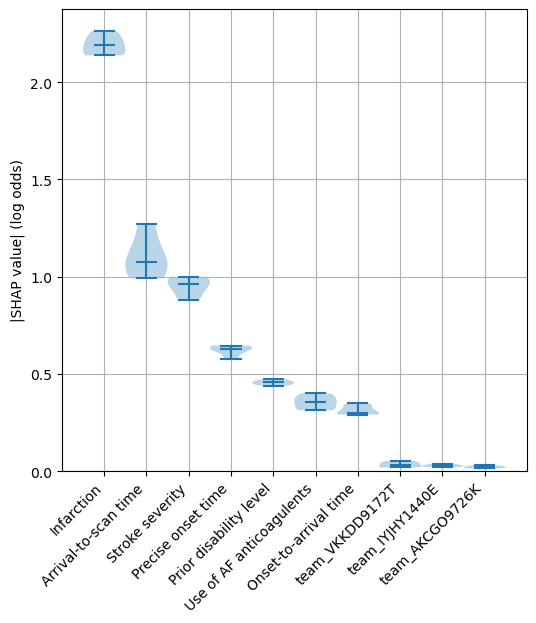 |SHAP value| (log odds)
2.0
1.5
1.0
0.5
0.0
Infarction
Arrival-to-scan time
Stroke severity
Precise onset time
Prior disability level
Use of AF anticoagulents
Onset-to-arrival time
team_VKKDD9172T
team_IYJHY1440E
team_AKCGO9726K